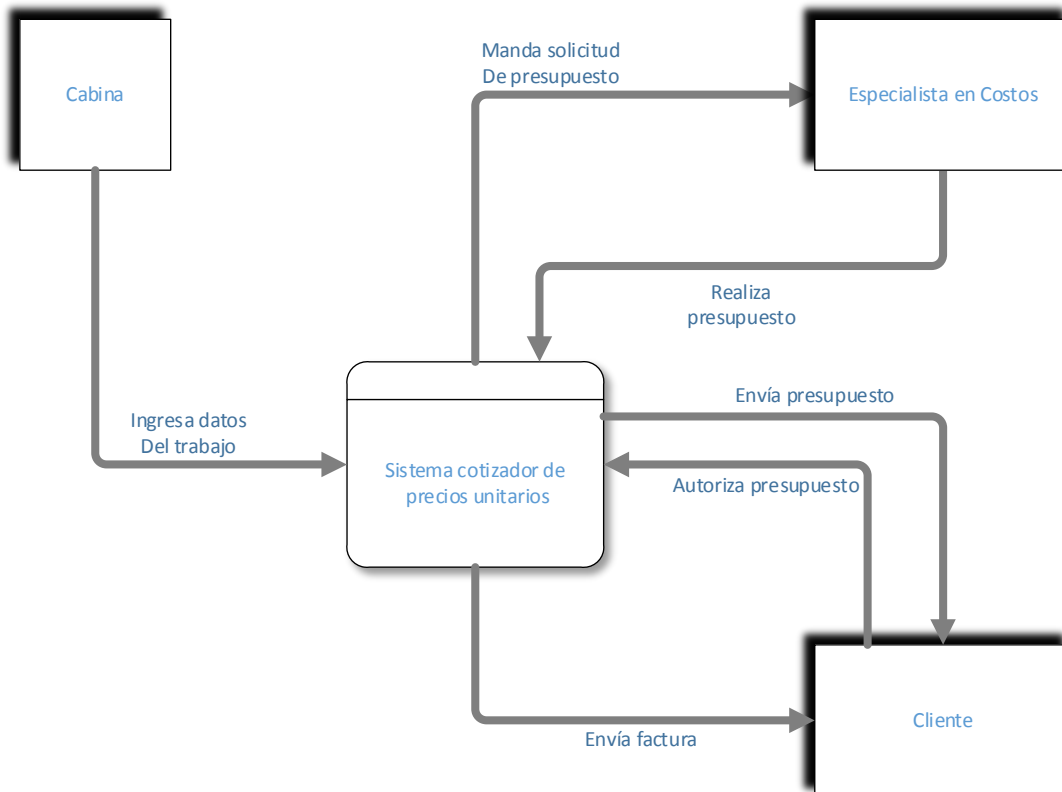 Manda solicitud
De presupuesto
Cabina
Especialista en Costos
Realiza
presupuesto
Envía presupuesto
Ingresa datos
Del trabajo
Sistema cotizador de
precios unitarios
Autoriza presupuesto
Cliente
Envía factura